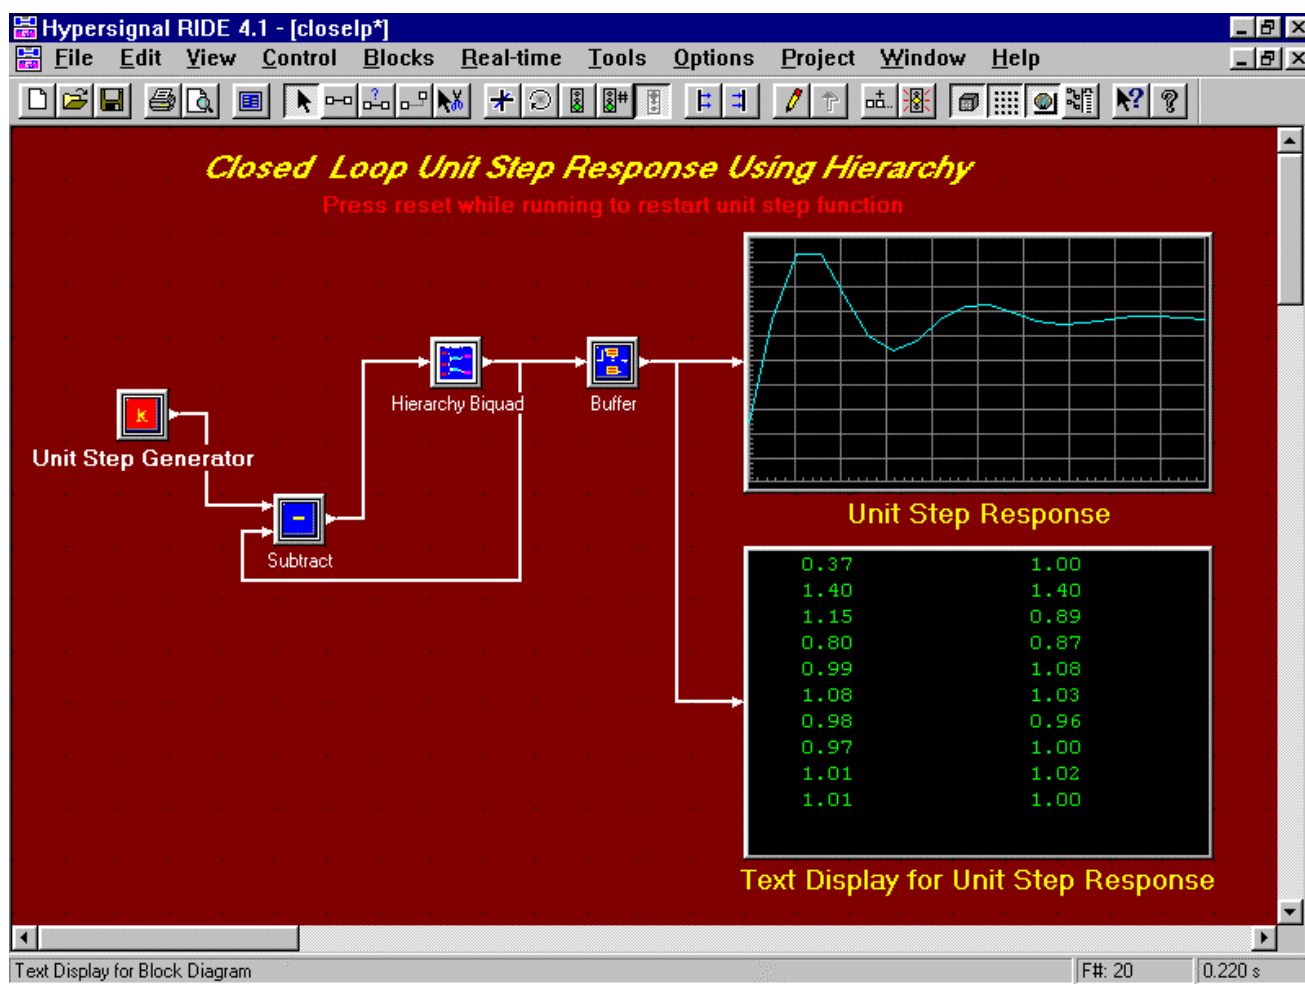 Hypersignal RIDE 4.1 - [closelp*]
File Edit View Control Blocks Real-time Tools Options Project Window Help
Closed Loop Unit Step Response Using Hierarchy
Press reset while running to restart unit step function
Hierarchy Biquad
Buffer
k
Unit Step Generator
Subtract
Unit Step Response
0.37 1.00
1.40 1.40
1.15 0.89
0.80 0.87
0.99 1.08
1.08 1.03
0.98 0.96
0.97 1.00
1.01 1.02
1.01 1.00
Text Display for Unit Step Response
Text Display for Block Diagram F#: 20 0.220 s